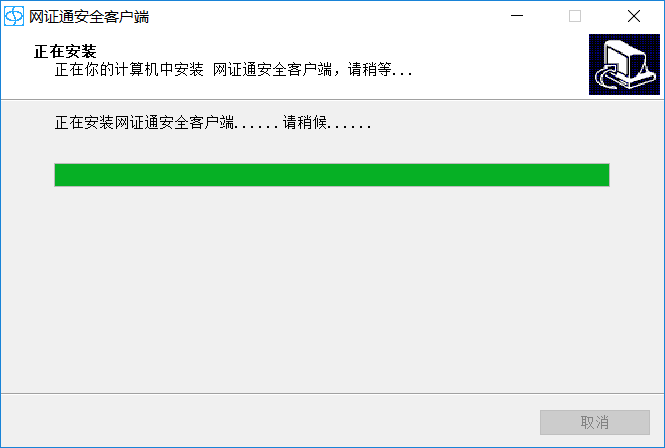 网证通安全客户端
正在安装
正在你的计算机中安装 网证通安全客户端，请稍等...
正在安装网证通安全客户端......请稍候......
取消